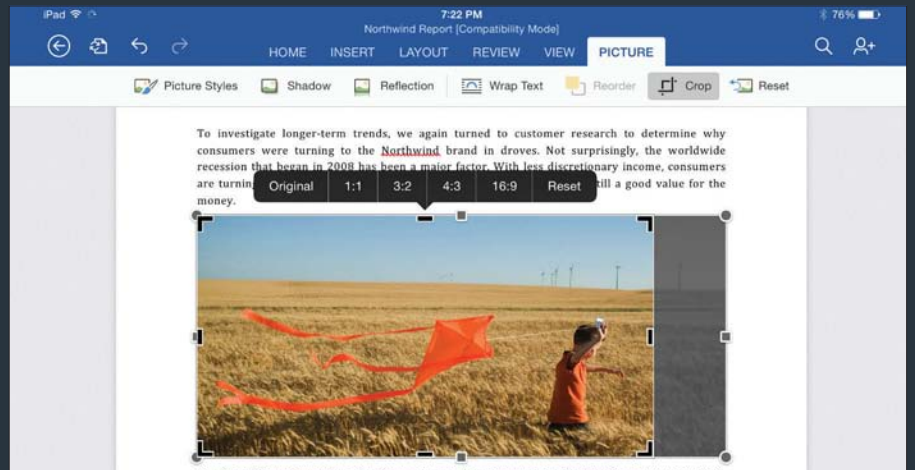 iPad 7:22 PM 76%
Northwind Report [Compatibility Mode]
HOME INSERT LAYOUT REVIEW VIEW PICTURE
Picture Styles Shadow Reflection Wrap Text Reorder Crop Reset
To investigate longer-term trends, we again turned to customer research to determine why
consumers were turning to the Northwind brand in droves. Not surprisingly, the worldwide
recession that began in 2008 has been a major factor. With less discretionary income, consumers
are turnin
Original 1:1 3:2 4:3 16:9 Reset
till a good value for the
money.